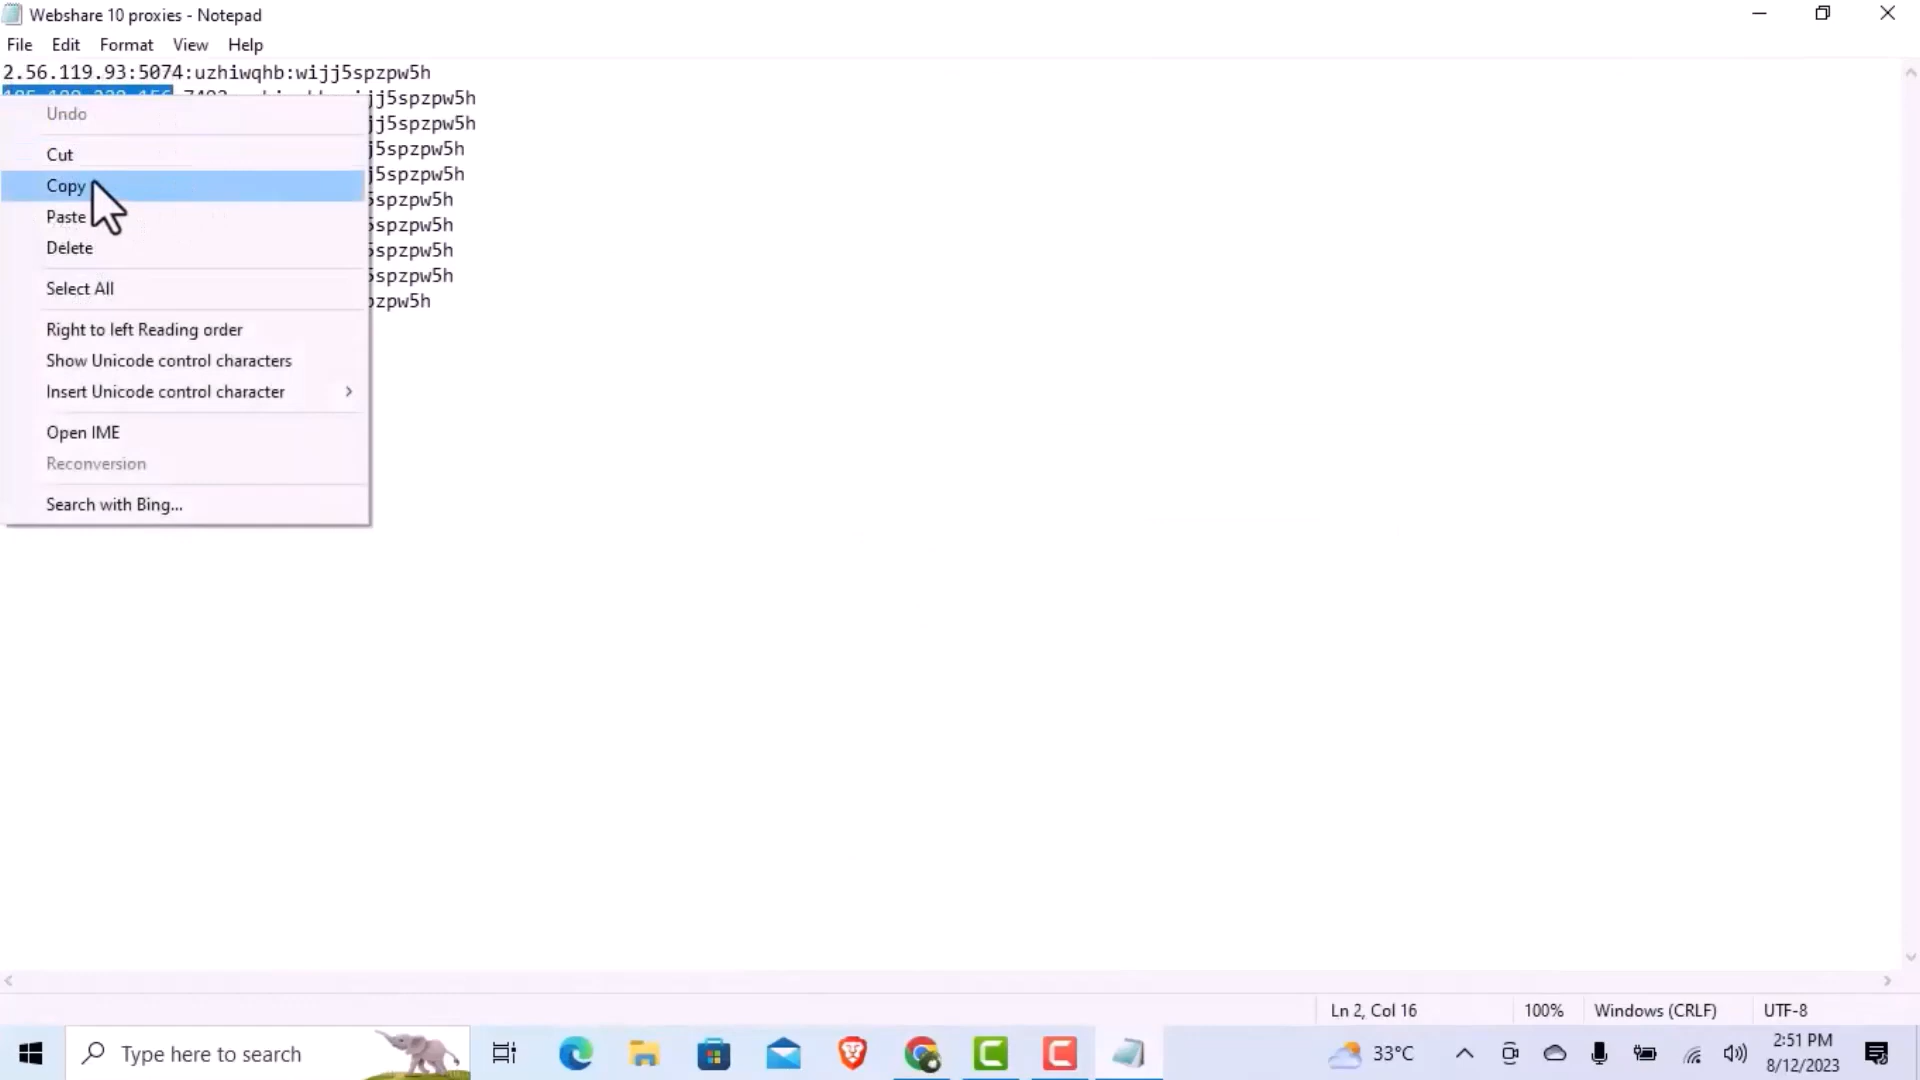 Webshare 10 proxies - Notepad
File Edit Format View Help
2.56.119.93:5074:uzhiwqhb:wijj5spzpw5h
jj5spzpw5h
Undo
jj5spzpw5h
Cut
j5spzpw5h
j5spzpw5h
Copy
5spzpw5h
Paste
5spzpw5h
Delete
5spzpw5h
5spzpw5h
Select All
pzpw5h
Right to left Reading order
Show Unicode control characters
Insert Unicode control character
Open IME
Reconversion
Search with Bing...
Ln 2, Col 16 100% Windows (CRLF) UTF-8
Type here to search
33°C
2:51 PM
8/12/2023